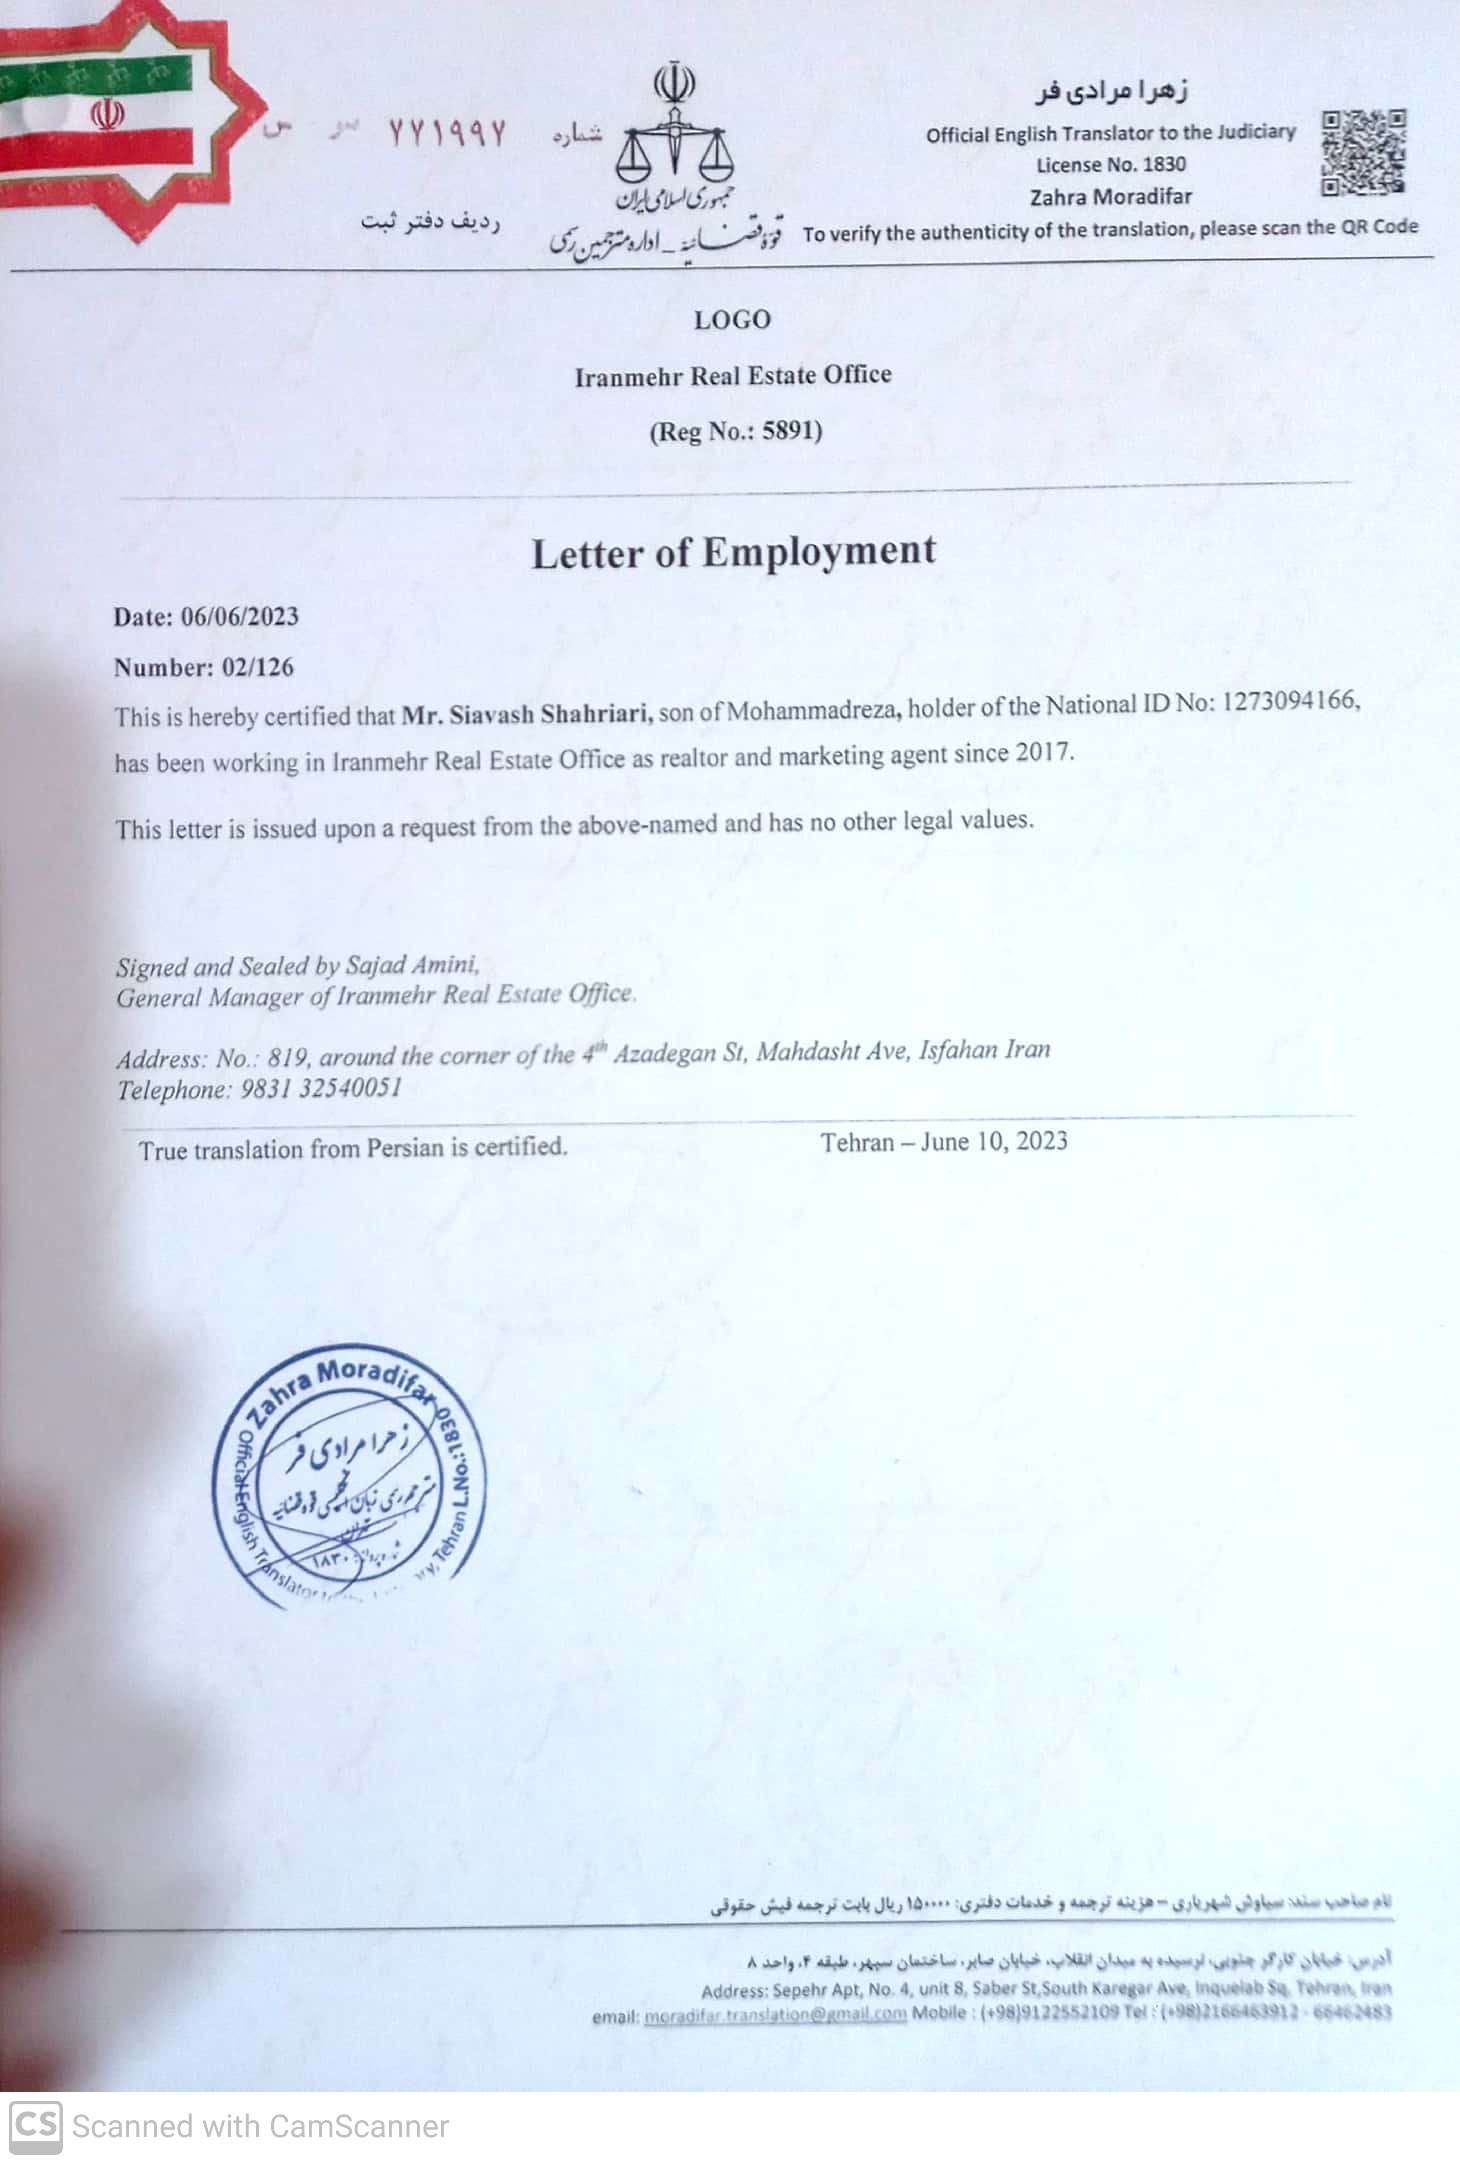 شماره ۷۷۱۹۹۷ س
ردیف دفتر ثبت
جمهوری اسلامی ایران
قوه قضائیه - اداره مترجمین رسمی
زهرا مرادی فر
Official English Translator to the Judiciary
License No. 1830
Zahra Moradifar
To verify the authenticity of the translation, please scan the QR Code
LOGO
Iranmehr Real Estate Office
(Reg No.: 5891)
Letter of Employment
Date: 06/06/2023
Number: 02/126
This is hereby certified that Mr. Siavash Shahriari, son of Mohammadreza, holder of the National ID No: 1273094166,
has been working in Iranmehr Real Estate Office as realtor and marketing agent since 2017.
This letter is issued upon a request from the above-named and has no other legal values.
Signed and Sealed by Sajad Amini,
General Manager of Iranmehr Real Estate Office.
Address: No.: 819, around the corner of the 4th Azadegan St, Mahdasht Ave, Isfahan Iran
Telephone: 9831 32540051
True translation from Persian is certified. Tehran – June 10, 2023
Zahra Moradifar
Official English Translator Tehran L.No.:1830
زهرا مرادی فر
مترجم رسمی زبان انگلیسی قوه قضائیه
تهران
۱۸۳۰
نام صاحب سند: سیاوش شهریاری - هزینه ترجمه و خدمات دفتری: ۱۵۰۰۰۰ ریال بابت ترجمه فیش حقوقی
آدرس: خیابان کارگر جنوبی، نرسیده به میدان انقلاب، خیابان صابر، ساختمان سپهر، طبقه ۴، واحد ۸
Address: Sepehr Apt, No. 4, unit 8, Saber St,South Karegar Ave, Inquelab Sq, Tehran, Iran
email: moradifar.translation@gmail.com Mobile : (+98)9122552109 Tel : (+98)2166463912 - 66462483
CS Scanned with CamScanner